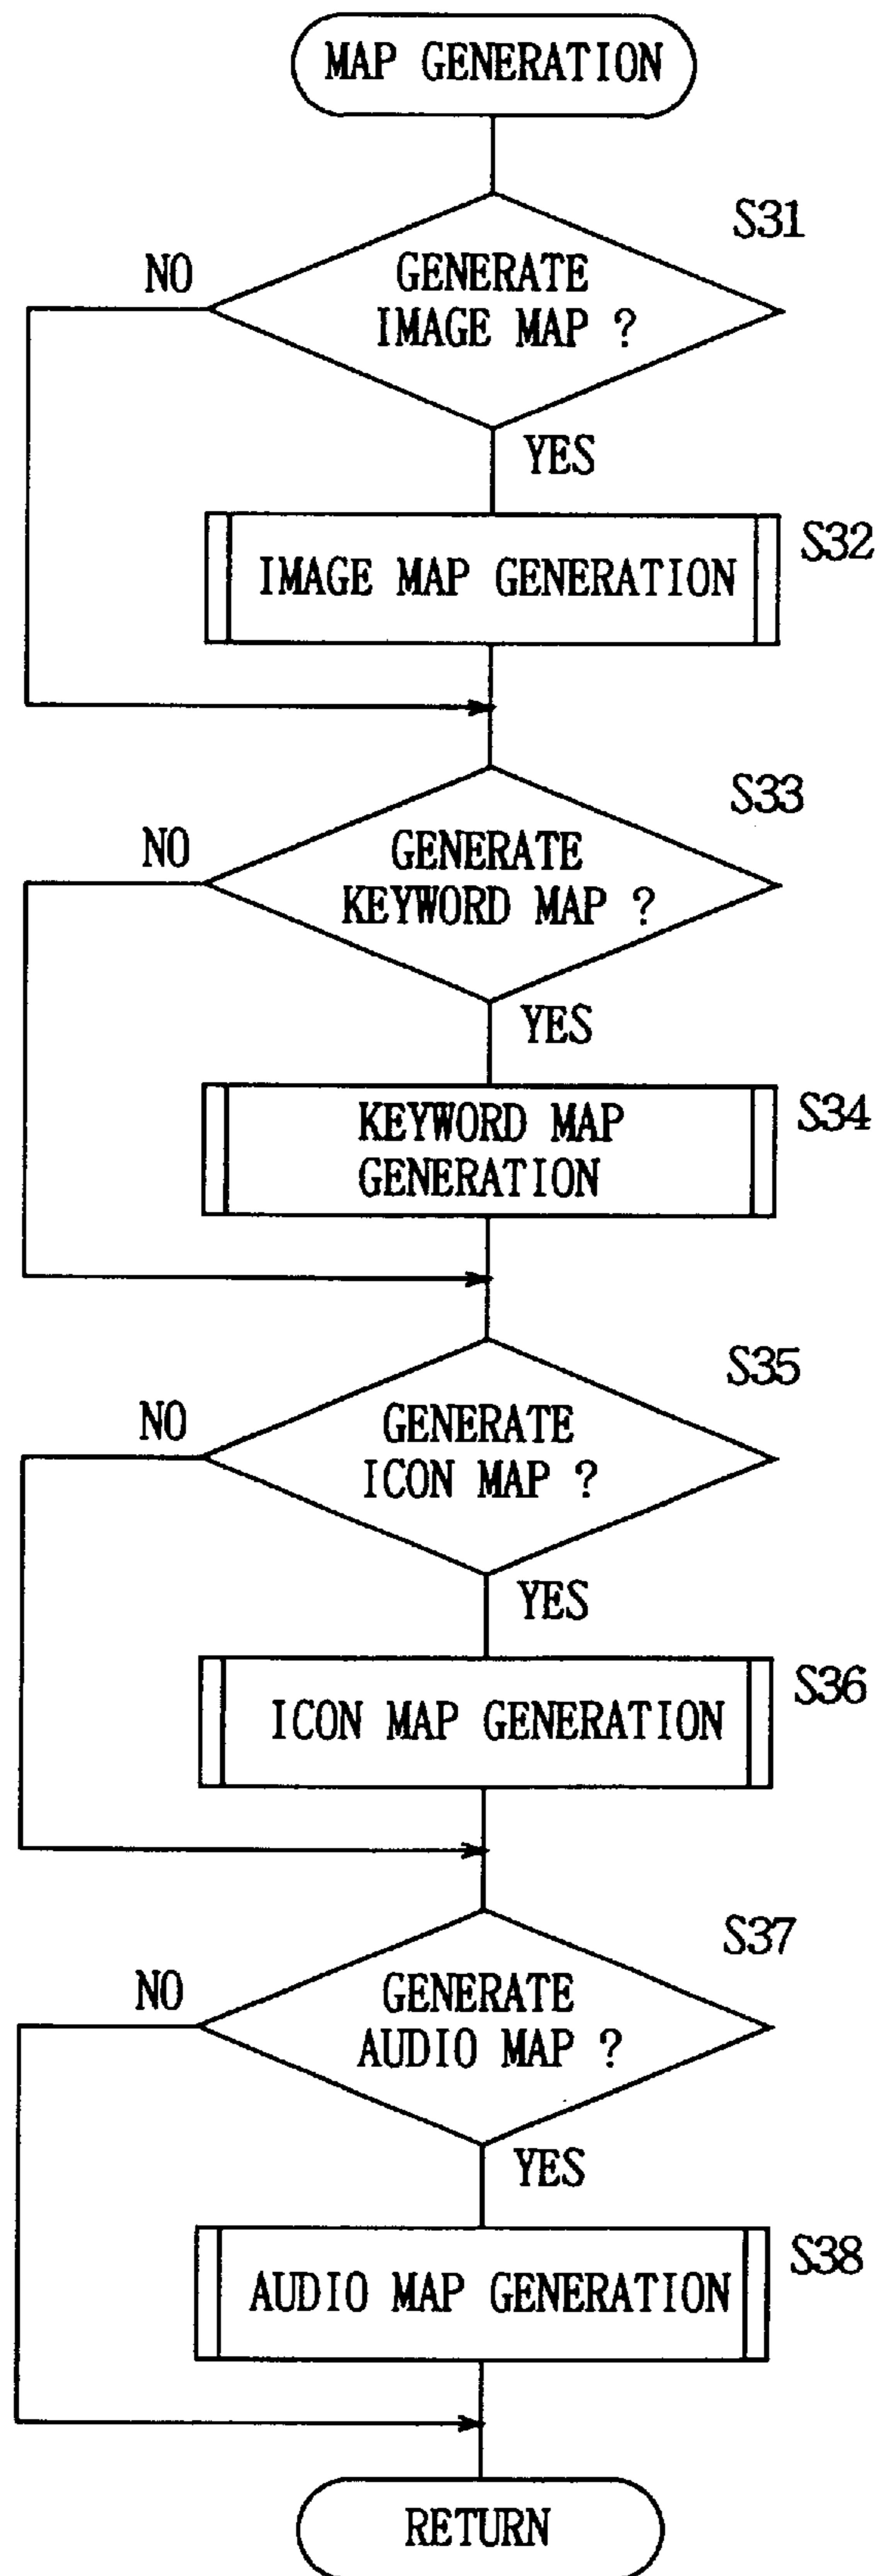 MAP GENERATION
S31
NO
GENERATE
IMAGE MAP ?
YES
S32
IMAGE MAP GENERATION
S33
NO
GENERATE
KEYWORD MAP ?
YES
S34
KEYWORD MAP
GENERATION
S35
NO
GENERATE
ICON MAP ?
YES
S36
ICON MAP GENERATION
S37
NO
GENERATE
AUDIO MAP ?
YES
S38
AUDIO MAP GENERATION
RETURN